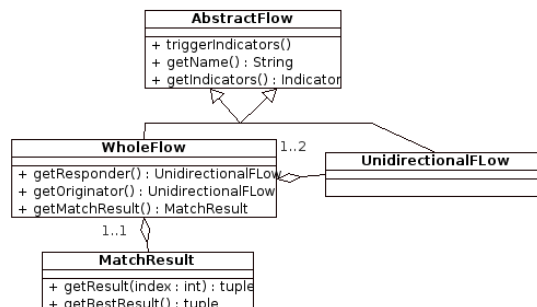 AbstractFlow
+ triggerIndicators()
+ getName() : String
+ getIndicators() : Indicator
WholeFlow
1..2
UnidirectionalFLow
+ getResponder() : UnidirectionalFLow
+ getOriginator() : UnidirectionalFLow
+ getMatchResult() : MatchResult
1..1
MatchResult
+ getResult(index : int) : tuple
+ getRestResult() : tuple